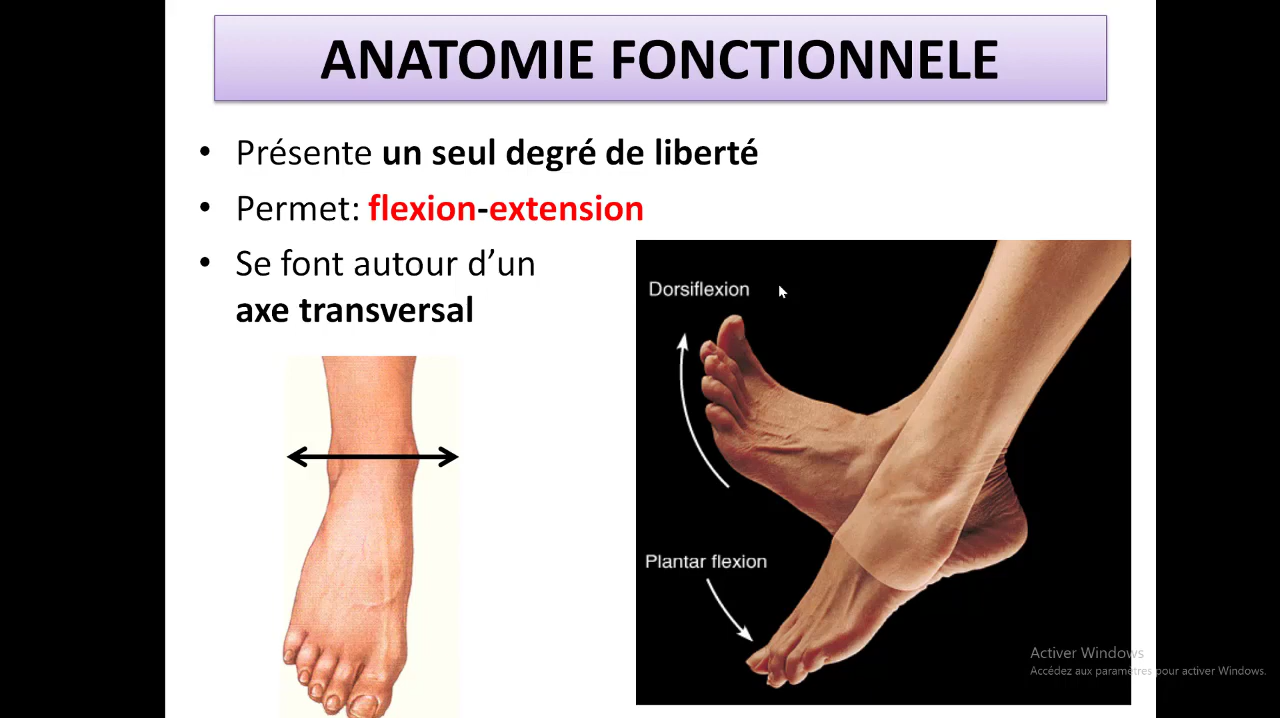 ANATOMIE FONCTIONNELE
• Présente un seul degré de liberté
• Permet: flexion-extension
• Se font autour d’un
axe transversal
Dorsiflexion
Plantar flexion
Activer Windows
Accédez aux paramètres pour activer Windows.